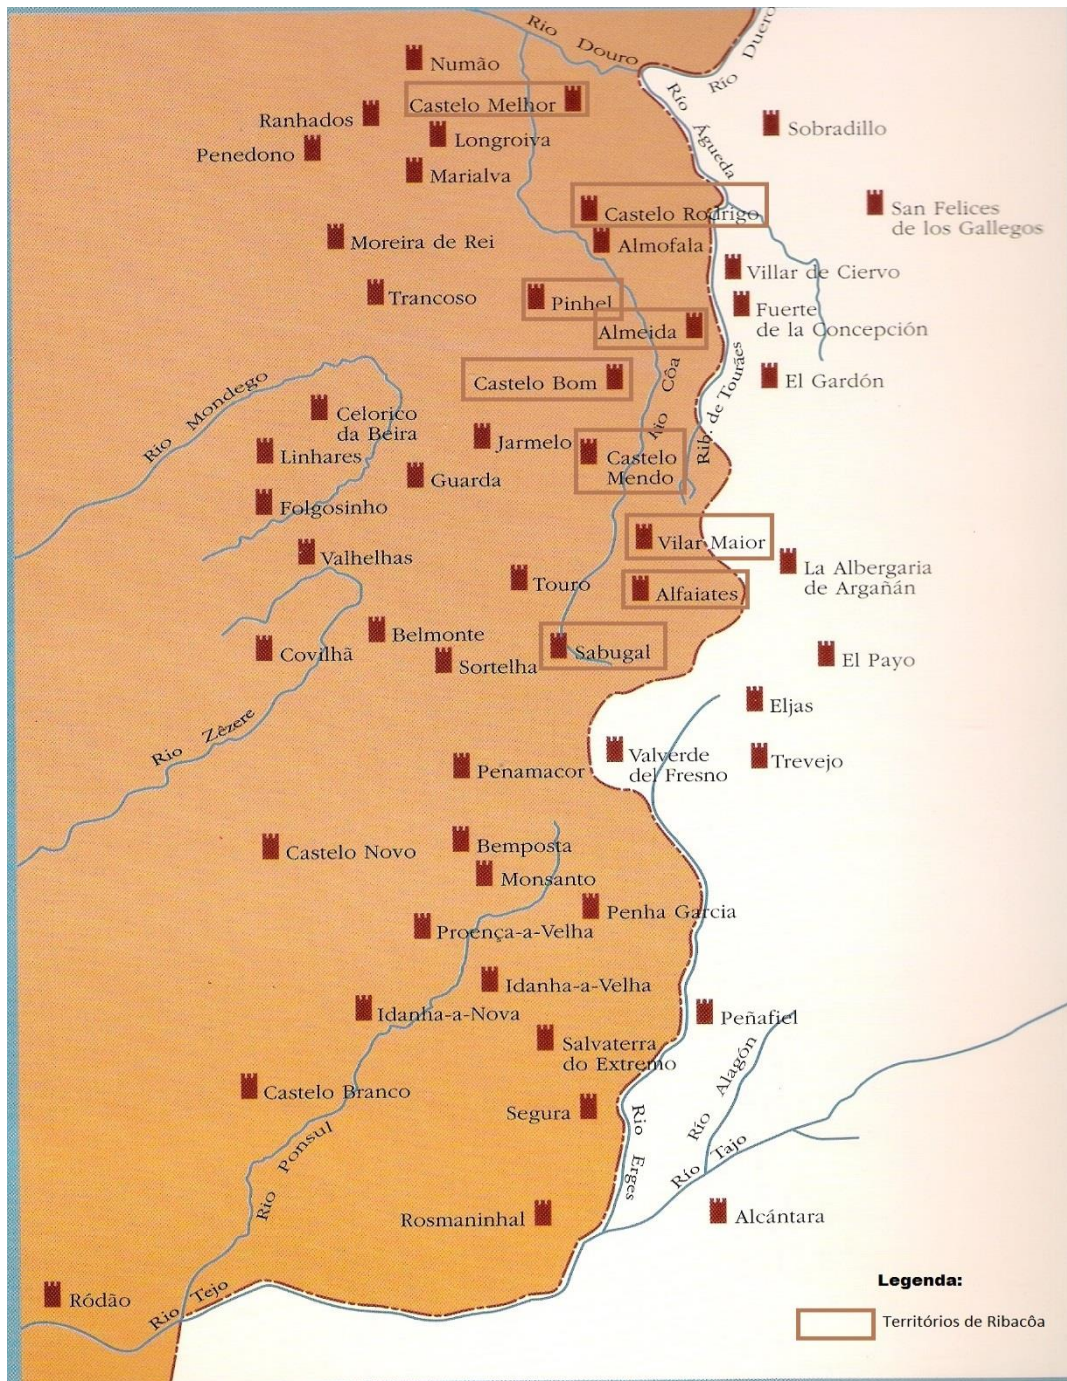 Rio Douro
Río Duero
Numão
Castelo Melhor
Río Águeda
Ranhados
Longroiva
Sobradillo
Penedono
Marialva
San Felices
de los Gallegos
Castelo Rodrigo
Moreira de Rei
Almofala
Villar de Ciervo
Trancoso
Pinhel
Fuerte
de la Concepción
Almeida
Rio Côa
Rib. de Tourães
Castelo Bom
El Gardón
Rio Mondego
Celorico
da Beira
Jarmelo
Linhares
Castelo
Mendo
Guarda
Folgosinho
Vilar Maior
Valhelhas
La Albergaria
de Argañán
Touro
Alfaiates
Belmonte
Covilhã
Sortelha
Sabugal
El Payo
Eljas
Rio Zêzere
Penamacor
Valverde
del Fresno
Trevejo
Castelo Novo
Bemposta
Monsanto
Penha Garcia
Proença-a-Velha
Idanha-a-Velha
Idanha-a-Nova
Peñafiel
Salvaterra
do Extremo
Río Alagón
Castelo Branco
Segura
Rio Erges
Río Tajo
Rio Ponsul
Rosmaninhal
Alcántara
Ródão
Rio Tejo
Legenda:
Territórios de Ribacôa